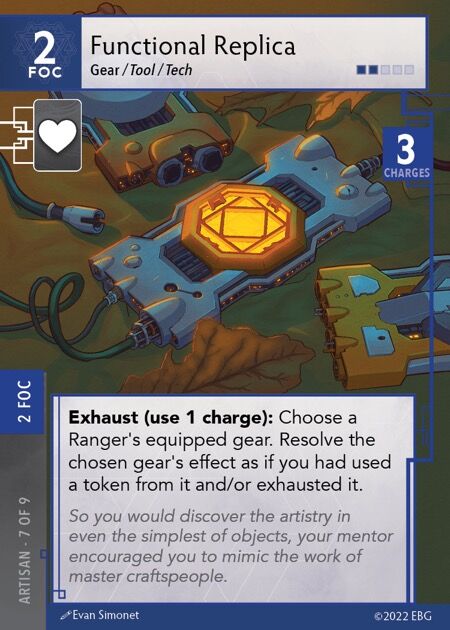 2
FOC
Functional Replica
Gear / Tool / Tech
3
CHARGES
2 FOC
ARTISAN - 7 OF 9
Exhaust (use 1 charge): Choose a
Ranger's equipped gear. Resolve the
chosen gear's effect as if you had used
a token from it and/or exhausted it.
So you would discover the artistry in
even the simplest of objects, your mentor
encouraged you to mimic the work of
master craftspeople.
Evan Simonet
©2022 EBG